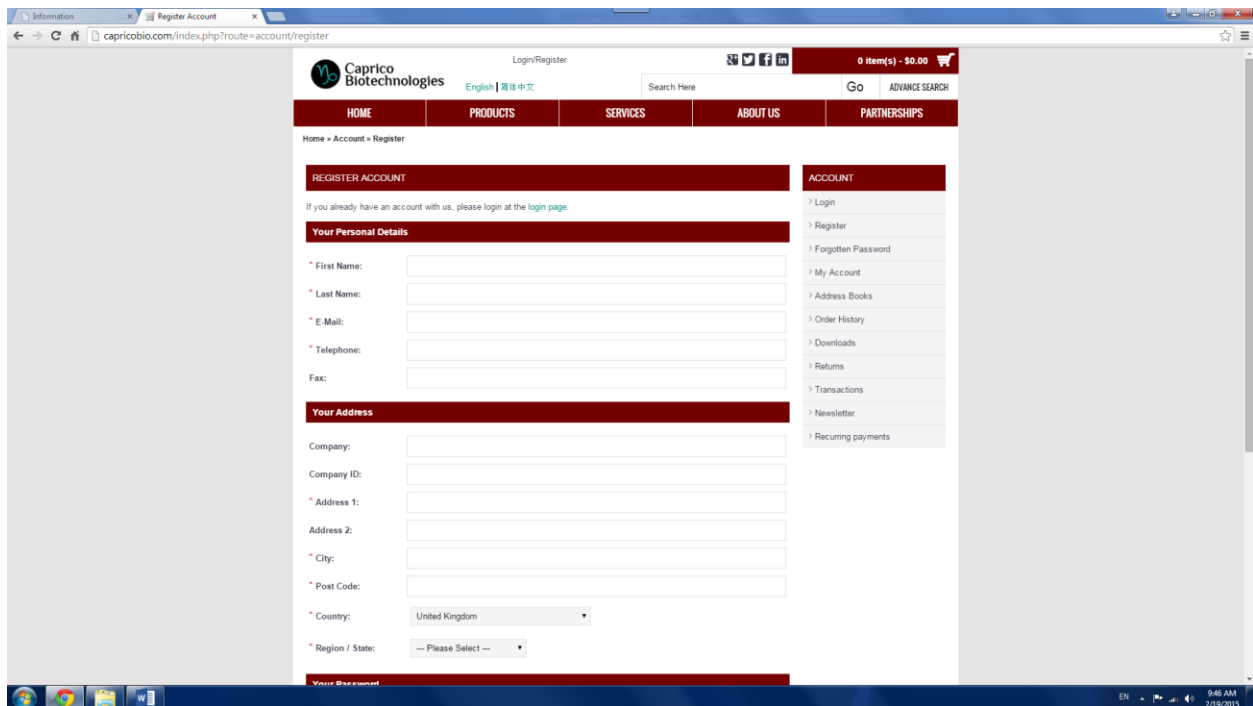 Information
Register Account
capricobio.com/index.php?route=account/register
Caprico
Biotechnologies
Login/Register
0 item(s) - $0.00
English | 简体中文
Search Here
Go
ADVANCE SEARCH
HOME PRODUCTS SERVICES ABOUT US PARTNERSHIPS
Home » Account » Register
REGISTER ACCOUNT
If you already have an account with us, please login at the login page.
Your Personal Details
* First Name:
* Last Name:
* E-Mail:
* Telephone:
Fax:
Your Address
Company:
Company ID:
* Address 1:
Address 2:
* City:
* Post Code:
* Country: United Kingdom
* Region / State: --- Please Select ---
Your Password
ACCOUNT
Login
Register
Forgotten Password
My Account
Address Books
Order History
Downloads
Returns
Transactions
Newsletter
Recurring payments
EN
9:46 AM
2/19/2015